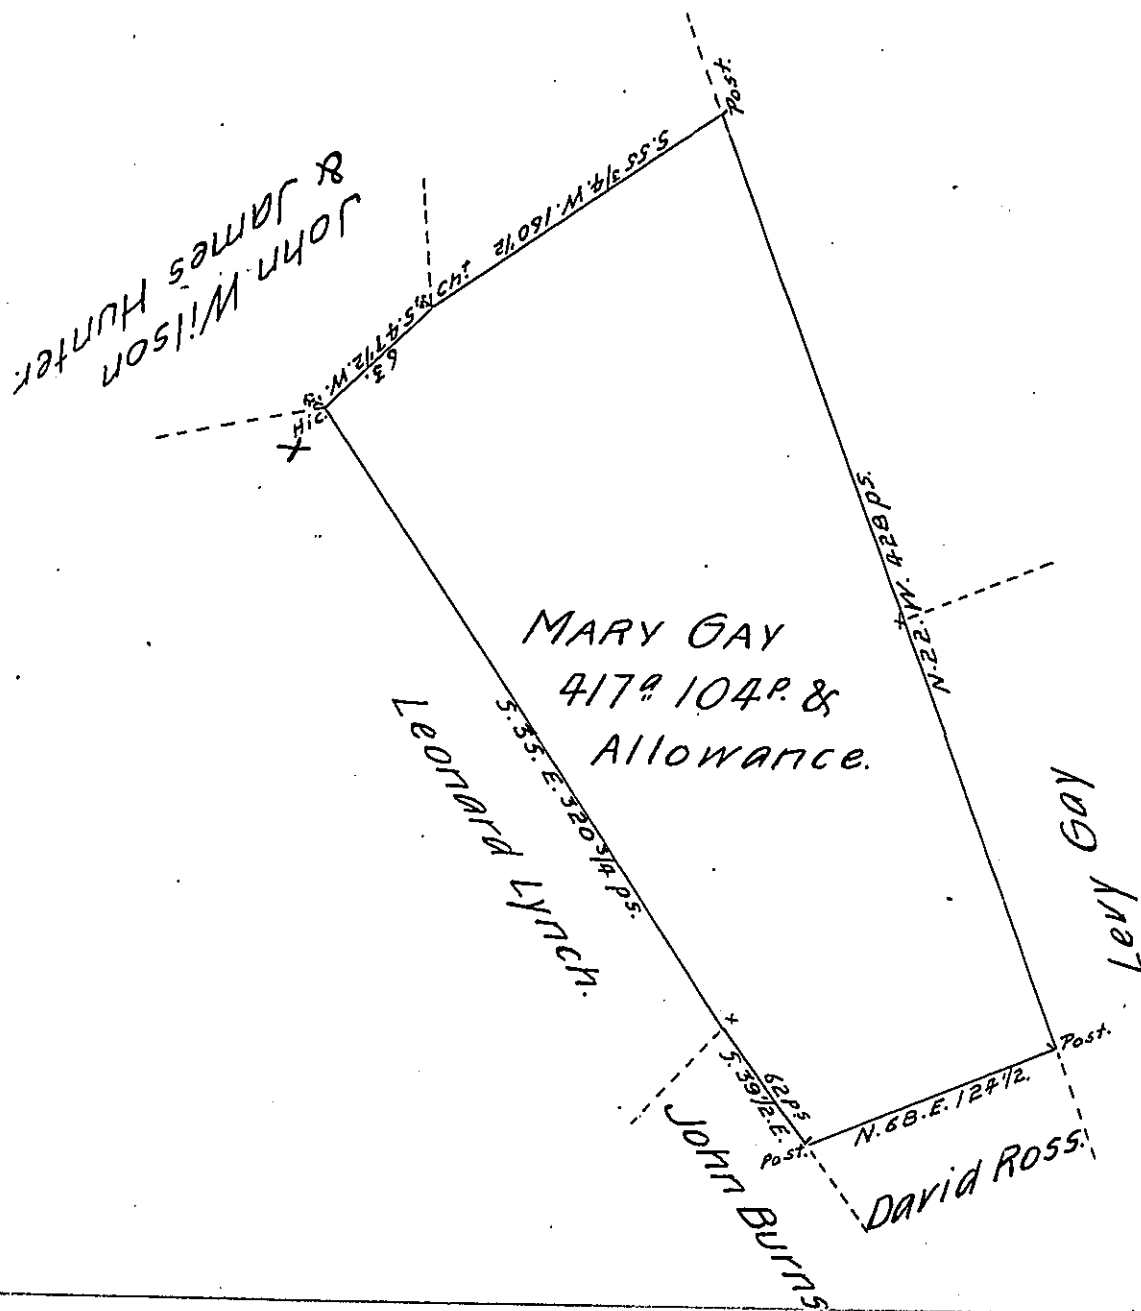 Post.
S.55 3/4.W.160 1/2
John Wilson
& James Hunter.
S.47 1/2.W.
63.
Hic.
X
N.22.W. 428 ps.
MARY GAY
417a 104p. &
Allowance.
S.35.E.320 3/4 ps.
Leonard Lynch.
Levy Gay
62 ps
S.39 1/2.E.
Post.
N.68.E.124 1/2.
Post.
John Burns
David Ross.